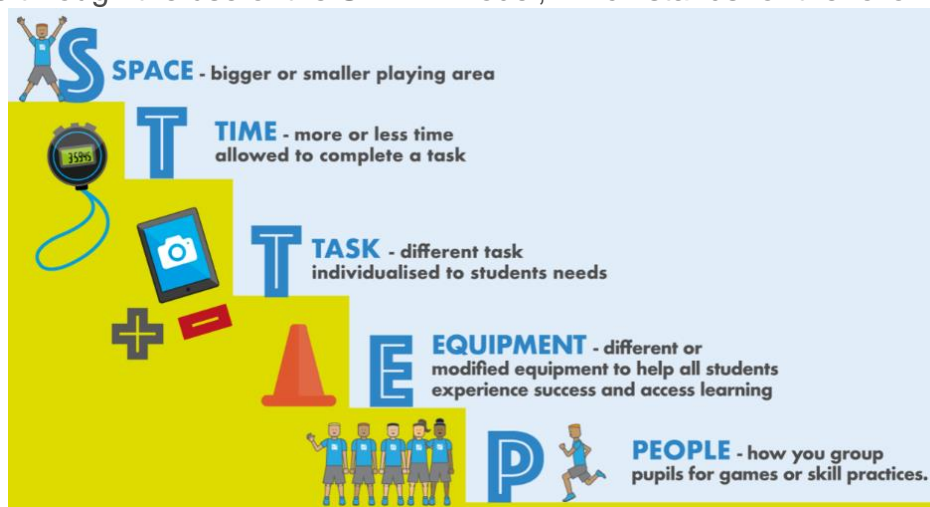 S
SPACE - bigger or smaller playing area
T
TIME - more or less time
allowed to complete a task
35945
T
TASK - different task
individualised to students needs
E
EQUIPMENT - different or
modified equipment to help all students
experience success and access learning
P
PEOPLE - how you group
pupils for games or skill practices.